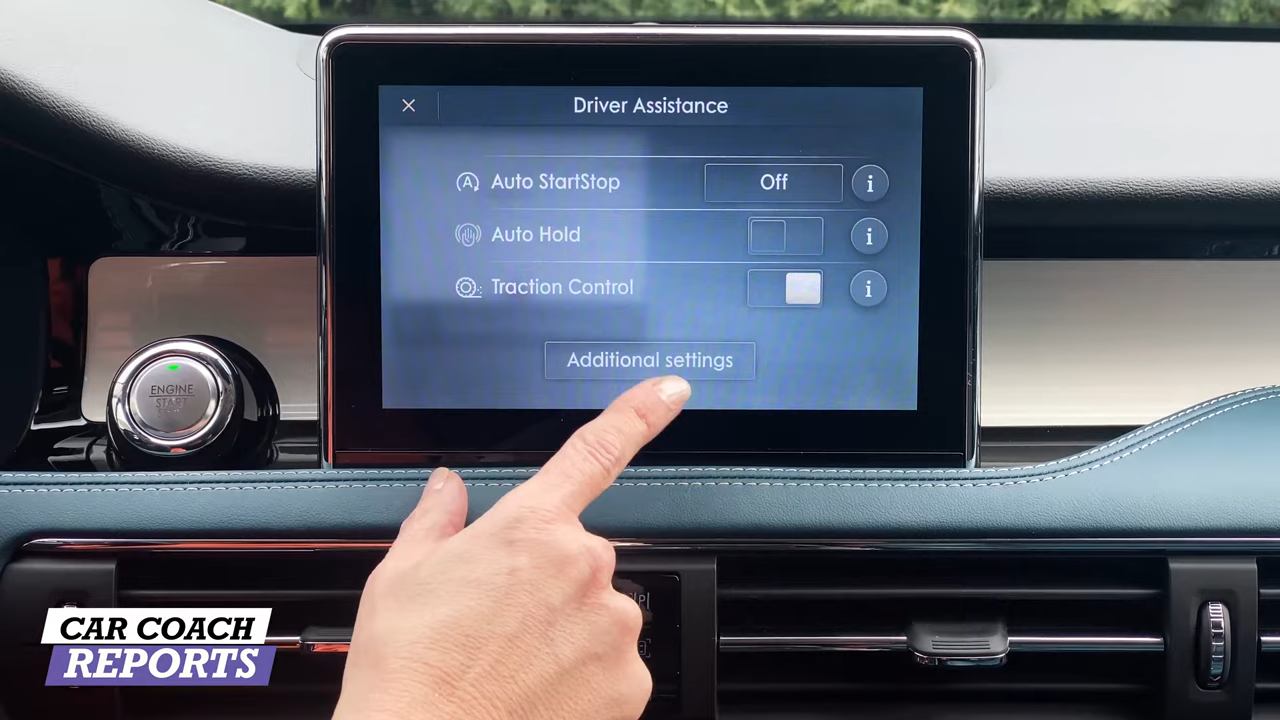 Driver Assistance
Auto StartStop
Off
i
Auto Hold
i
Traction Control
i
Additional settings
ENGINE
START
CAR COACH
REPORTS